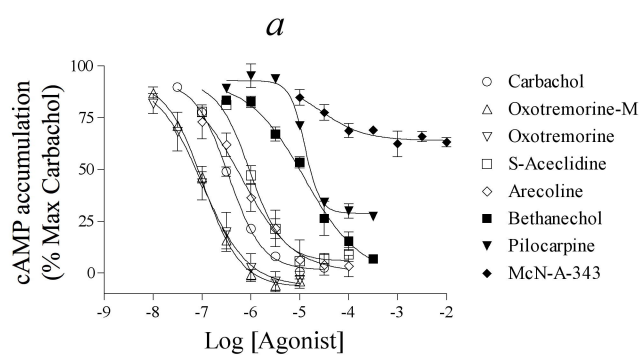 a
100
75
50
25
0
cAMP accumulation
(% Max Carbachol)
-9 -8 -7 -6 -5 -4 -3 -2
Log [Agonist]
Carbachol
Oxotremorine-M
Oxotremorine
S-Aceclidine
Arecoline
Bethanechol
Pilocarpine
McN-A-343